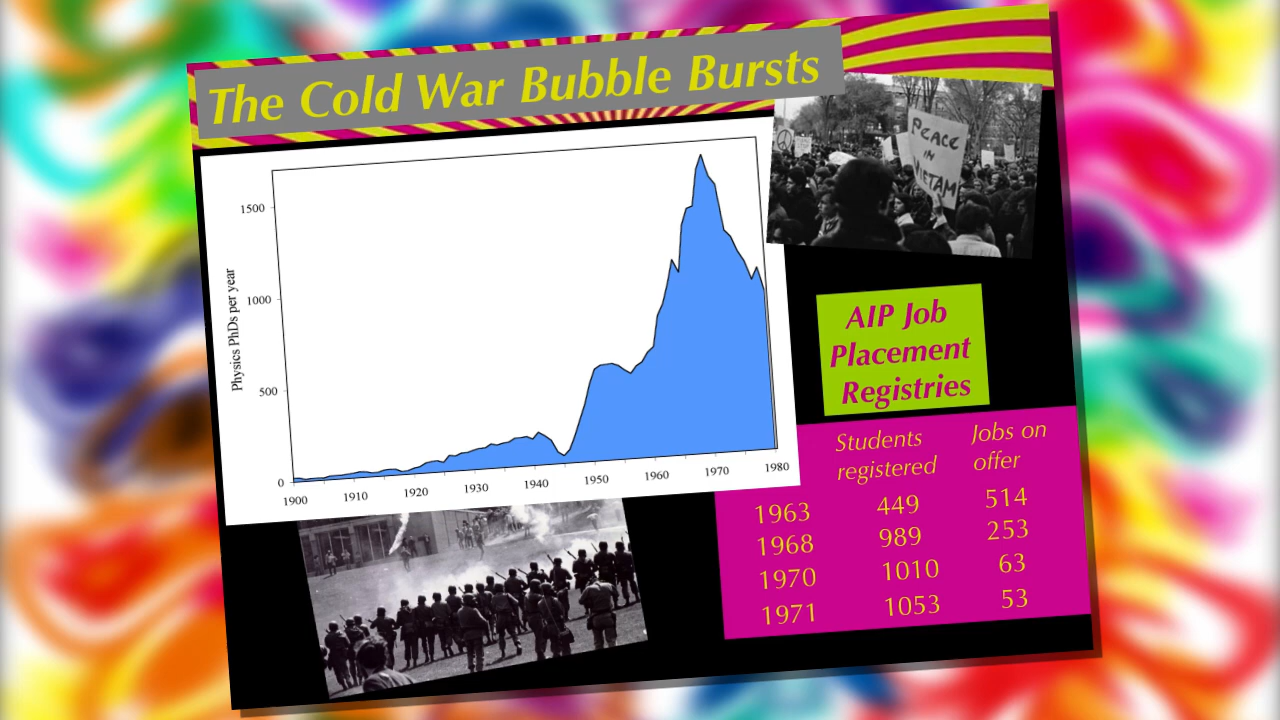 The Cold War Bubble Bursts
PEACE
IN
VIETAM
Physics PhDs per year
1500
1000
500
0
1900 1910 1920 1930 1940 1950 1960 1970 1980
AIP Job
Placement
Registries
Students Jobs on
registered offer
1963 449 514
1968 989 253
1970 1010 63
1971 1053 53